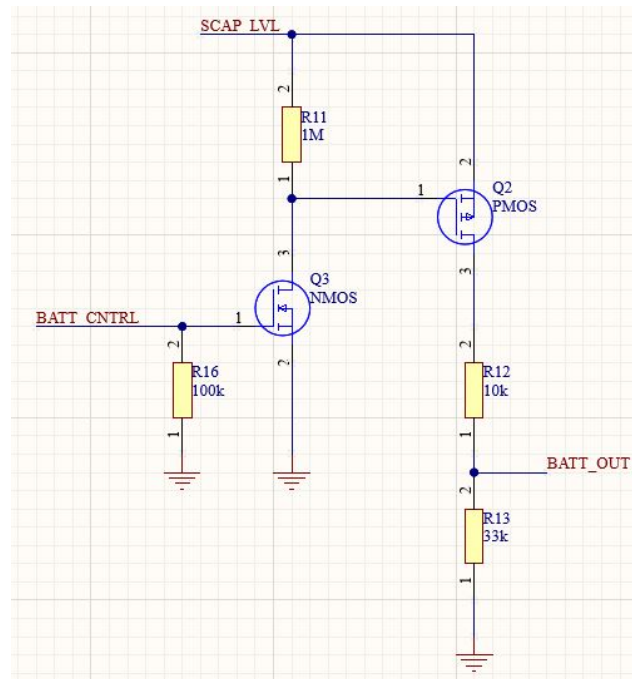 SCAP_LVL
2
R11
1M
1
1
2
Q2
PMOS
3
3
Q3
NMOS
BATT_CNTRL
1
2
2
R16
100k
1
2
R12
10k
1
BATT_OUT
2
R13
33k
1